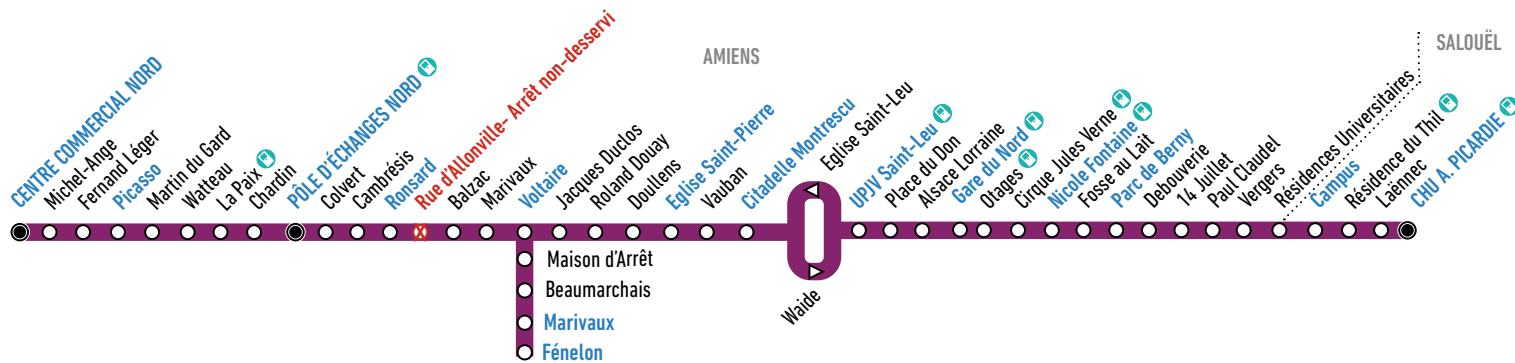 AMIENS
SALOUËL
CENTRE COMMERCIAL NORD
Michel-Ange
Fernand Léger
Picasso
Martin du Gard
Watteau
La Paix
Chardin
PÔLE D'ÉCHANGES NORD
Colvert
Cambrésis
Ronsard
Rue d'Allonville- Arrêt non-desservi
Balzac
Marivaux
Voltaire
Jacques Duclos
Roland Douay
Doullens
Eglise Saint-Pierre
Vauban
Citadelle Montrescu
Eglise Saint-Leu
Waide
UPJV Saint-Leu
Place du Don
Alsace Lorraine
Gare du Nord
Otages
Cirque Jules Verne
Nicole Fontaine
Fosse au Lait
Parc de Berny
Debouverie
14 Juillet
Paul Claudel
Vergers
Résidences Universitaires
Campus
Résidence du Thil
Laënnec
CHU A. PICARDIE
Maison d'Arrêt
Beaumarchais
Marivaux
Fénelon